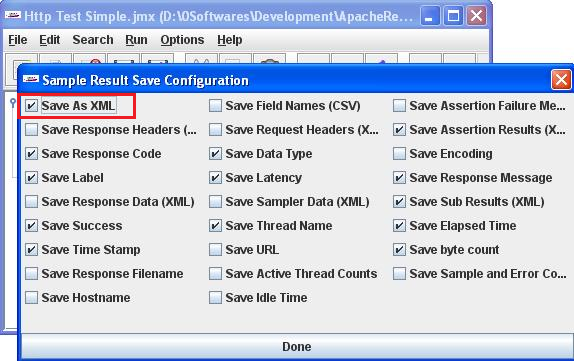 Http Test Simple.jmx (D:\0Softwares\Development\ApacheRe...
File Edit Search Run Options Help
Sample Result Save Configuration
Save As XML Save Field Names (CSV) Save Assertion Failure Me...
Save Response Headers (... Save Request Headers (X... Save Assertion Results (X...
Save Response Code Save Data Type Save Encoding
Save Label Save Latency Save Response Message
Save Response Data (XML) Save Sampler Data (XML) Save Sub Results (XML)
Save Success Save Thread Name Save Elapsed Time
Save Time Stamp Save URL Save byte count
Save Response Filename Save Active Thread Counts Save Sample and Error Co...
Save Hostname Save Idle Time
Done